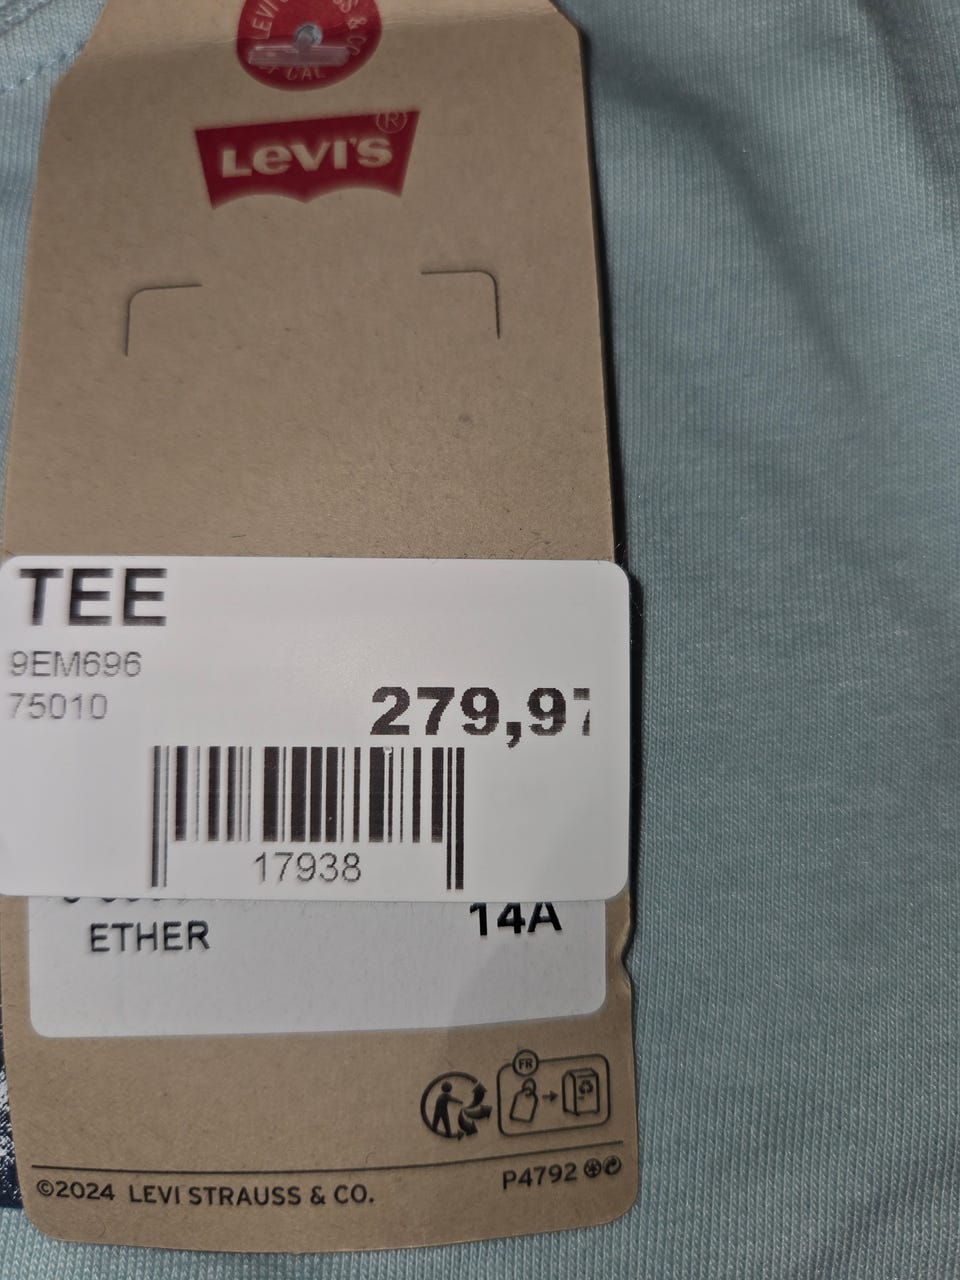 LEVI'S
TEE
9EM696
75010
279,97
17938
ETHER
14A
FR
©2024 LEVI STRAUSS & CO.
P4792